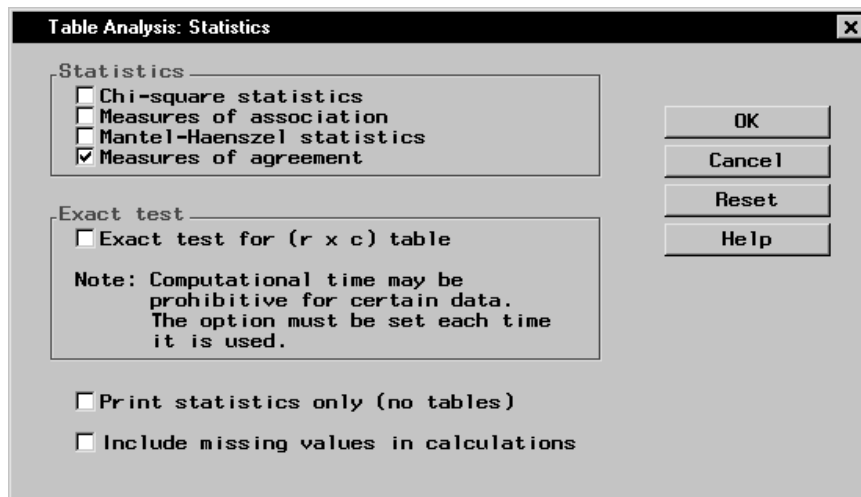 Table Analysis: Statistics
Statistics
Chi-square statistics
Measures of association
Mantel-Haenszel statistics
Measures of agreement
OK
Cancel
Reset
Help
Exact test
Exact test for (r x c) table
Note: Computational time may be
prohibitive for certain data.
The option must be set each time
it is used.
Print statistics only (no tables)
Include missing values in calculations